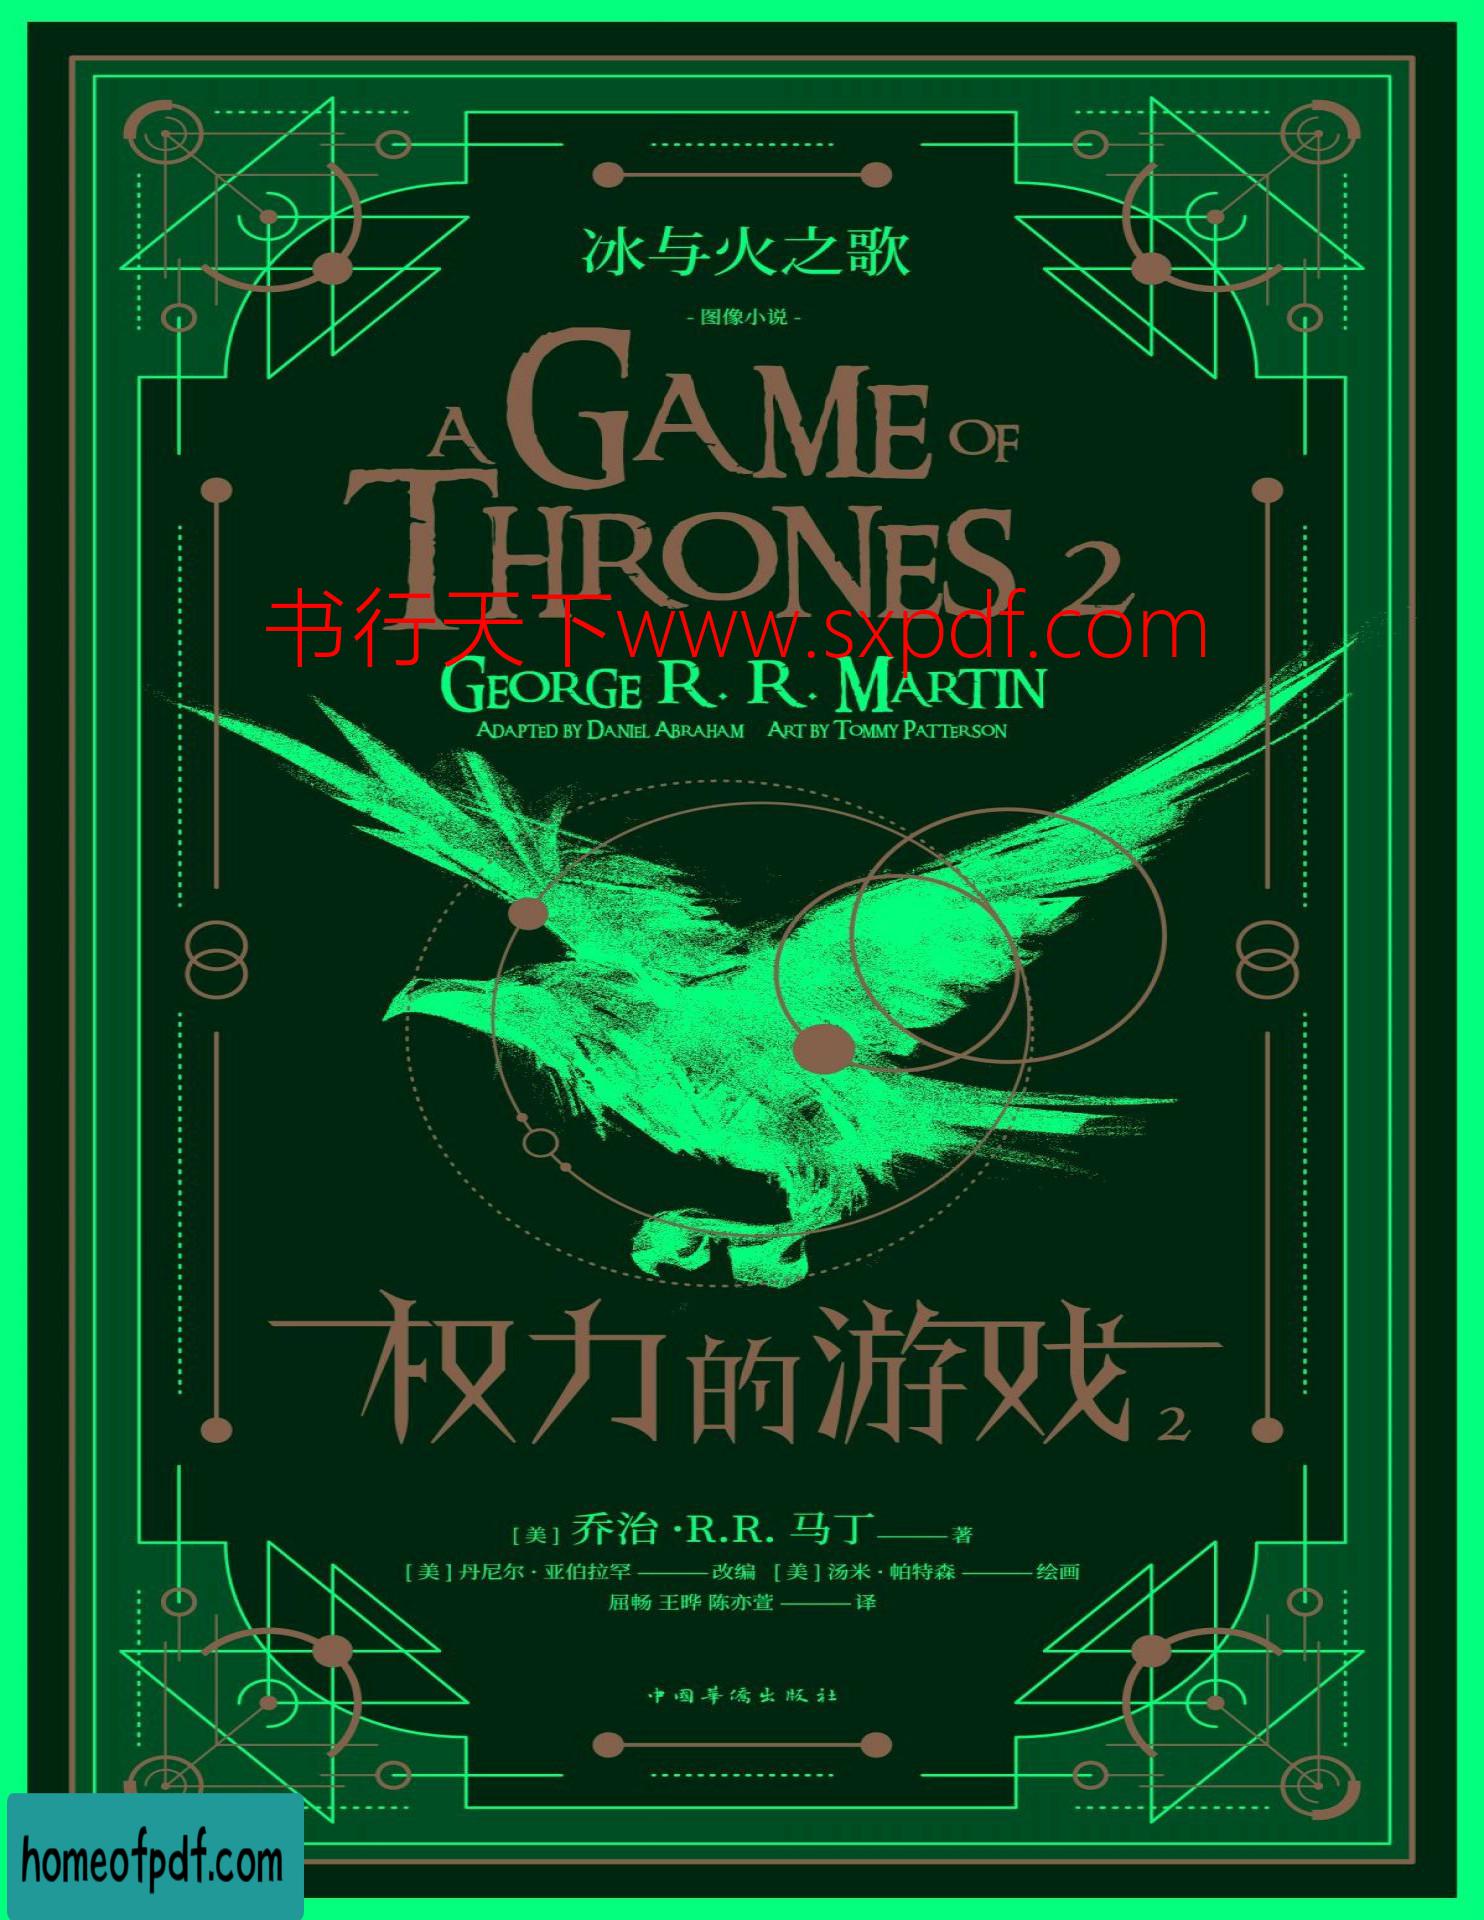 冰与火之歌
- 图像小说 -
A GAME OF
THRONES 2
书行天下www.sxpdf.com
GEORGE R. R. MARTIN
ADAPTED BY DANIEL ABRAHAM ART BY TOMMY PATTERSON
权力的游戏 2
[美] 乔治·R.R. 马丁——著
[美] 丹尼尔·亚伯拉罕——改编 [美] 汤米·帕特森——绘画
屈畅 王晔 陈亦萱——译
中国華僑出版社
homeofpdf.com